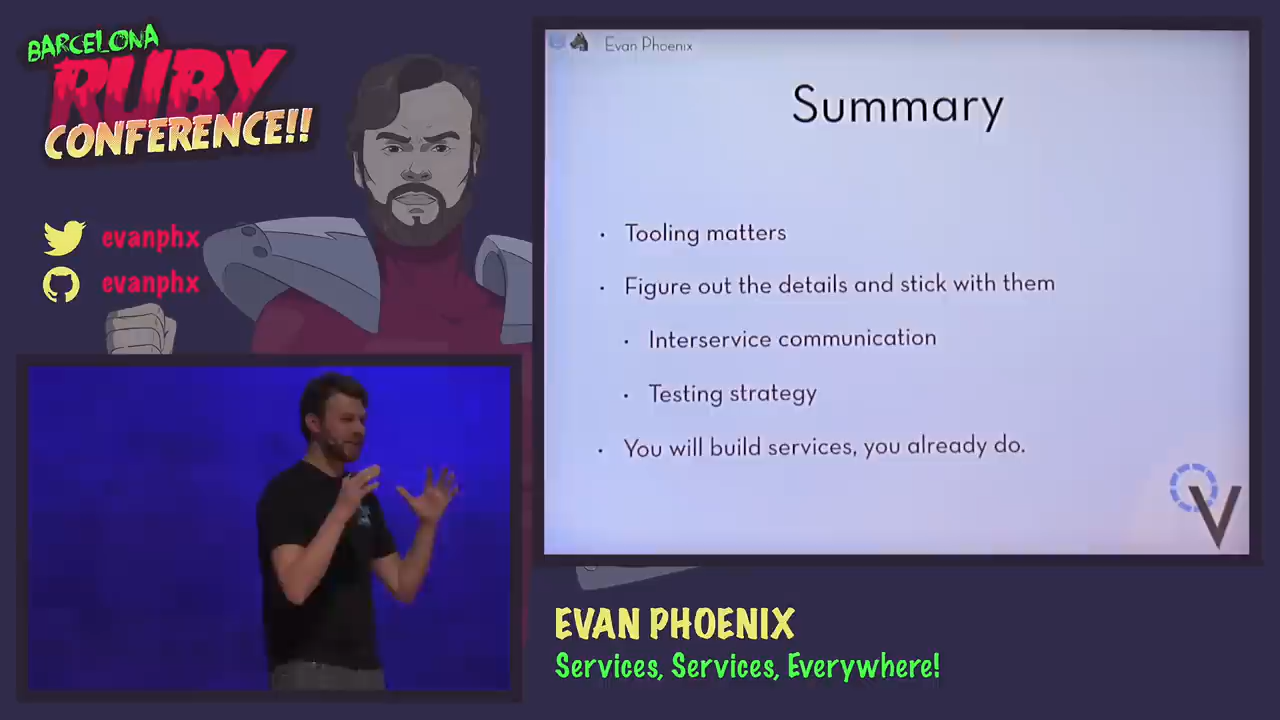 BARCELONA
RUBY
CONFERENCE!!
evanphx
evanphx
Evan Phoenix
Summary
• Tooling matters
• Figure out the details and stick with them
• Interservice communication
• Testing strategy
• You will build services, you already do.
V
EVAN PHOENIX
Services, Services, Everywhere!